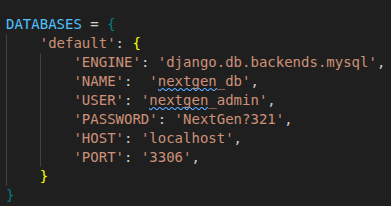 DATABASES = {
    'default': {
        'ENGINE': 'django.db.backends.mysql',
        'NAME':  'nextgen_db',
        'USER': 'nextgen_admin',
        'PASSWORD': 'NextGen?321',
        'HOST': 'localhost',
        'PORT': '3306',
    }
}